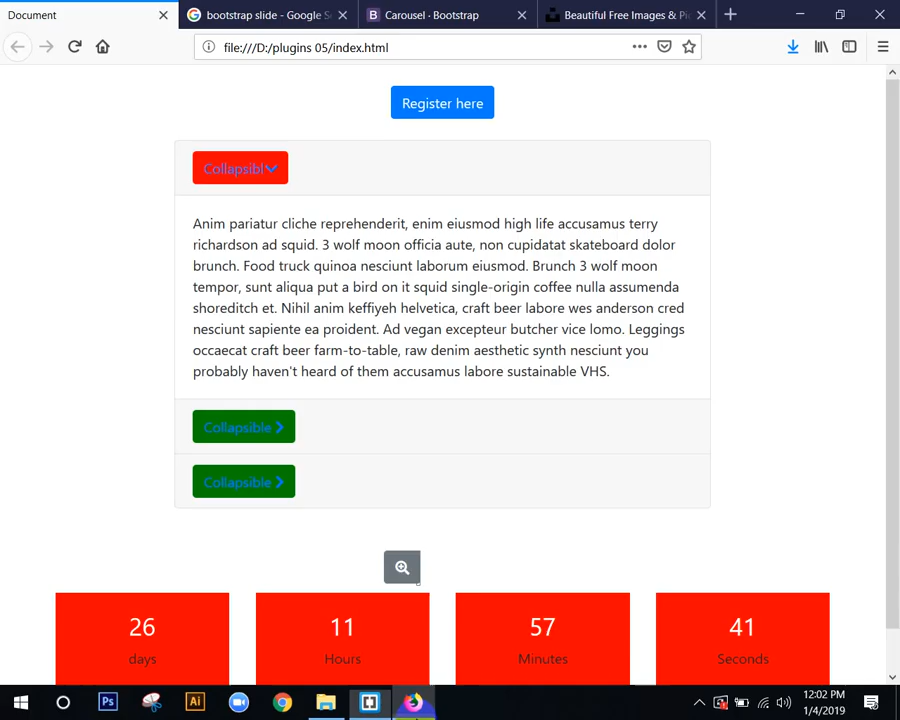 Document
bootstrap slide - Google S
Carousel · Bootstrap
Beautiful Free Images & Pi
file:///D:/plugins 05/index.html
Register here
Collapsibl
Anim pariatur cliche reprehenderit, enim eiusmod high life accusamus terry
richardson ad squid. 3 wolf moon officia aute, non cupidatat skateboard dolor
brunch. Food truck quinoa nesciunt laborum eiusmod. Brunch 3 wolf moon
tempor, sunt aliqua put a bird on it squid single-origin coffee nulla assumenda
shoreditch et. Nihil anim keffiyeh helvetica, craft beer labore wes anderson cred
nesciunt sapiente ea proident. Ad vegan excepteur butcher vice lomo. Leggings
occaecat craft beer farm-to-table, raw denim aesthetic synth nesciunt you
probably haven't heard of them accusamus labore sustainable VHS.
Collapsible
Collapsible
26
days
11
Hours
57
Minutes
41
Seconds
Ps
Ai
12:02 PM
1/4/2019